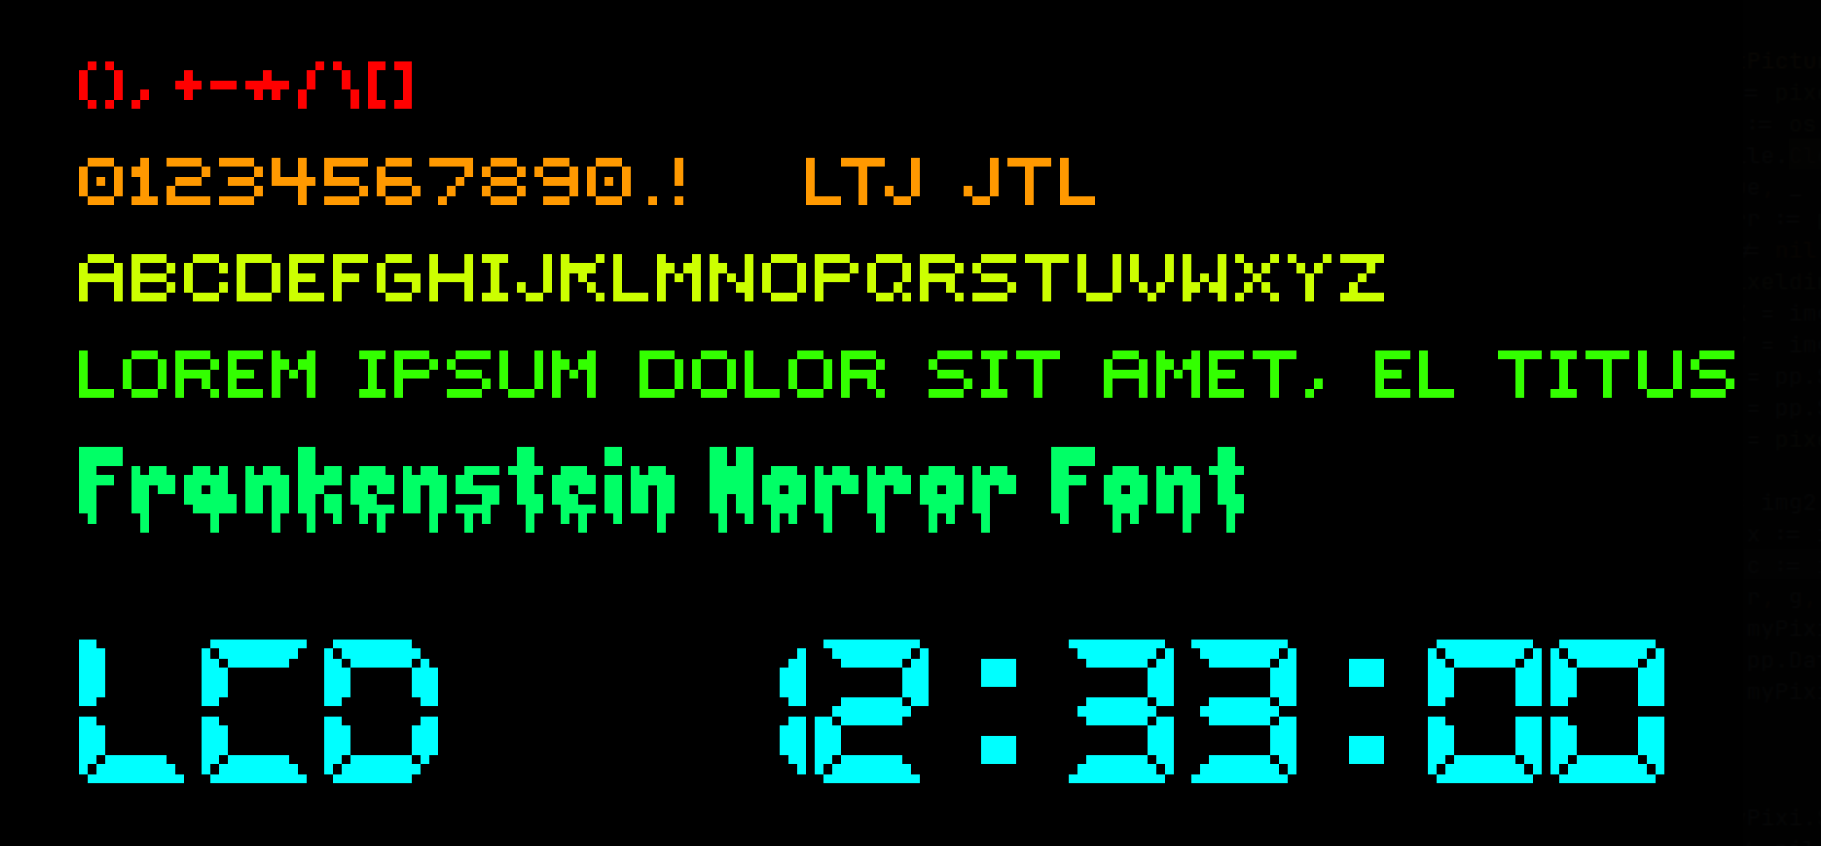 (), +-*/\[]
01234567890.! LTJ JTL
ABCDEFGHIJKLMNOPQRSTUVWXYZ
LOREM IPSUM DOLOR SIT AMET, EL TITUS
Frankenstein Horror Font
LCD 12:33:00